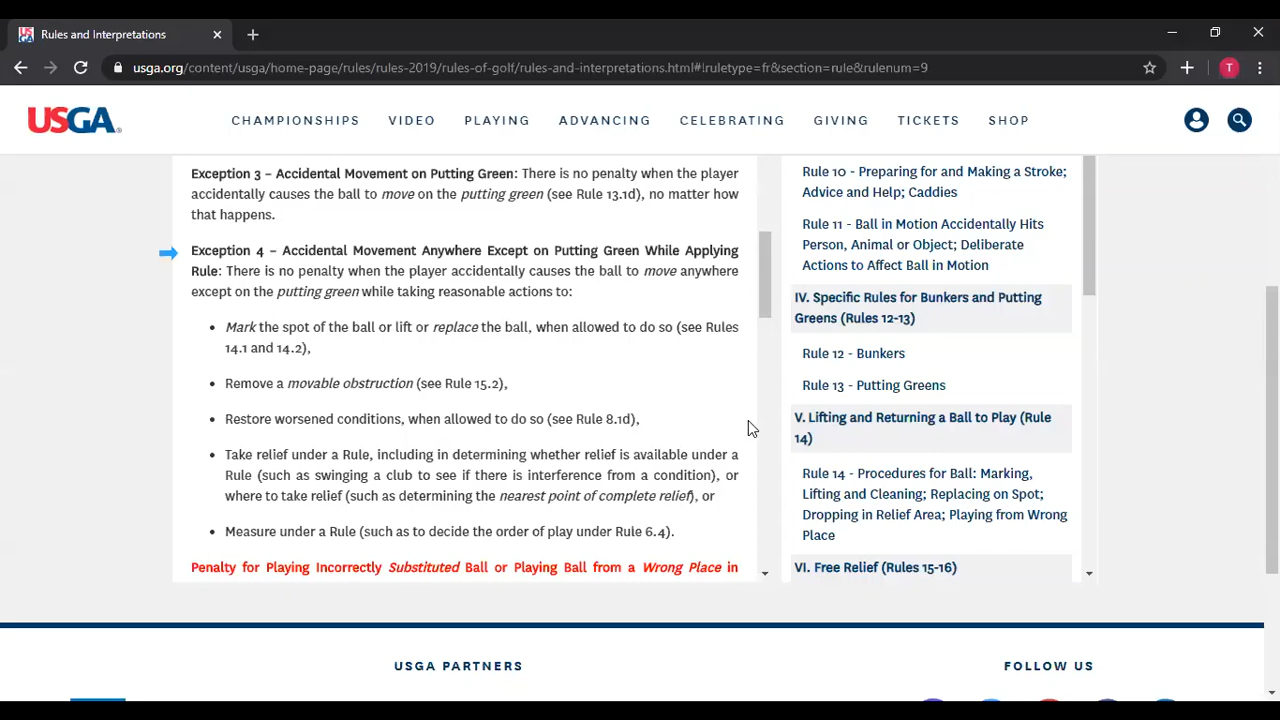 Rules and Interpretations
usga.org/content/usga/home-page/rules/rules-2019/rules-of-golf/rules-and-interpretations.html#!ruletype=fr&section=rule&rulenum=9
T
USGA
CHAMPIONSHIPS VIDEO PLAYING ADVANCING CELEBRATING GIVING TICKETS SHOP
Exception 3 – Accidental Movement on Putting Green: There is no penalty when the player
accidentally causes the ball to move on the putting green (see Rule 13.1d), no matter how
that happens.
Exception 4 – Accidental Movement Anywhere Except on Putting Green While Applying
Rule: There is no penalty when the player accidentally causes the ball to move anywhere
except on the putting green while taking reasonable actions to:
• Mark the spot of the ball or lift or replace the ball, when allowed to do so (see Rules
14.1 and 14.2),
• Remove a movable obstruction (see Rule 15.2),
• Restore worsened conditions, when allowed to do so (see Rule 8.1d),
• Take relief under a Rule, including in determining whether relief is available under a
Rule (such as swinging a club to see if there is interference from a condition), or
where to take relief (such as determining the nearest point of complete relief), or
• Measure under a Rule (such as to decide the order of play under Rule 6.4).
Penalty for Playing Incorrectly Substituted Ball or Playing Ball from a Wrong Place in
Rule 10 - Preparing for and Making a Stroke;
Advice and Help; Caddies
Rule 11 - Ball in Motion Accidentally Hits
Person, Animal or Object; Deliberate
Actions to Affect Ball in Motion
IV. Specific Rules for Bunkers and Putting
Greens (Rules 12-13)
Rule 12 - Bunkers
Rule 13 - Putting Greens
V. Lifting and Returning a Ball to Play (Rule
14)
Rule 14 - Procedures for Ball: Marking,
Lifting and Cleaning; Replacing on Spot;
Dropping in Relief Area; Playing from Wrong
Place
VI. Free Relief (Rules 15-16)
USGA PARTNERS
FOLLOW US